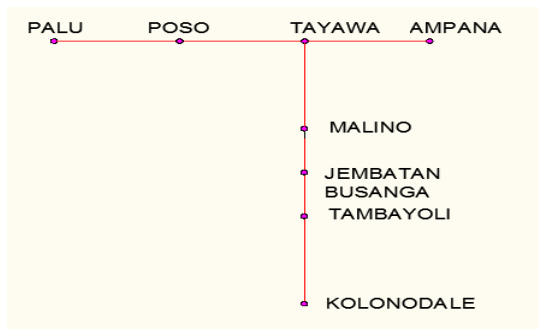 PALU POSO TAYAWA AMPANA
MALINO
JEMBATAN
BUSANGA
TAMBAYOLI
KOLONODALE